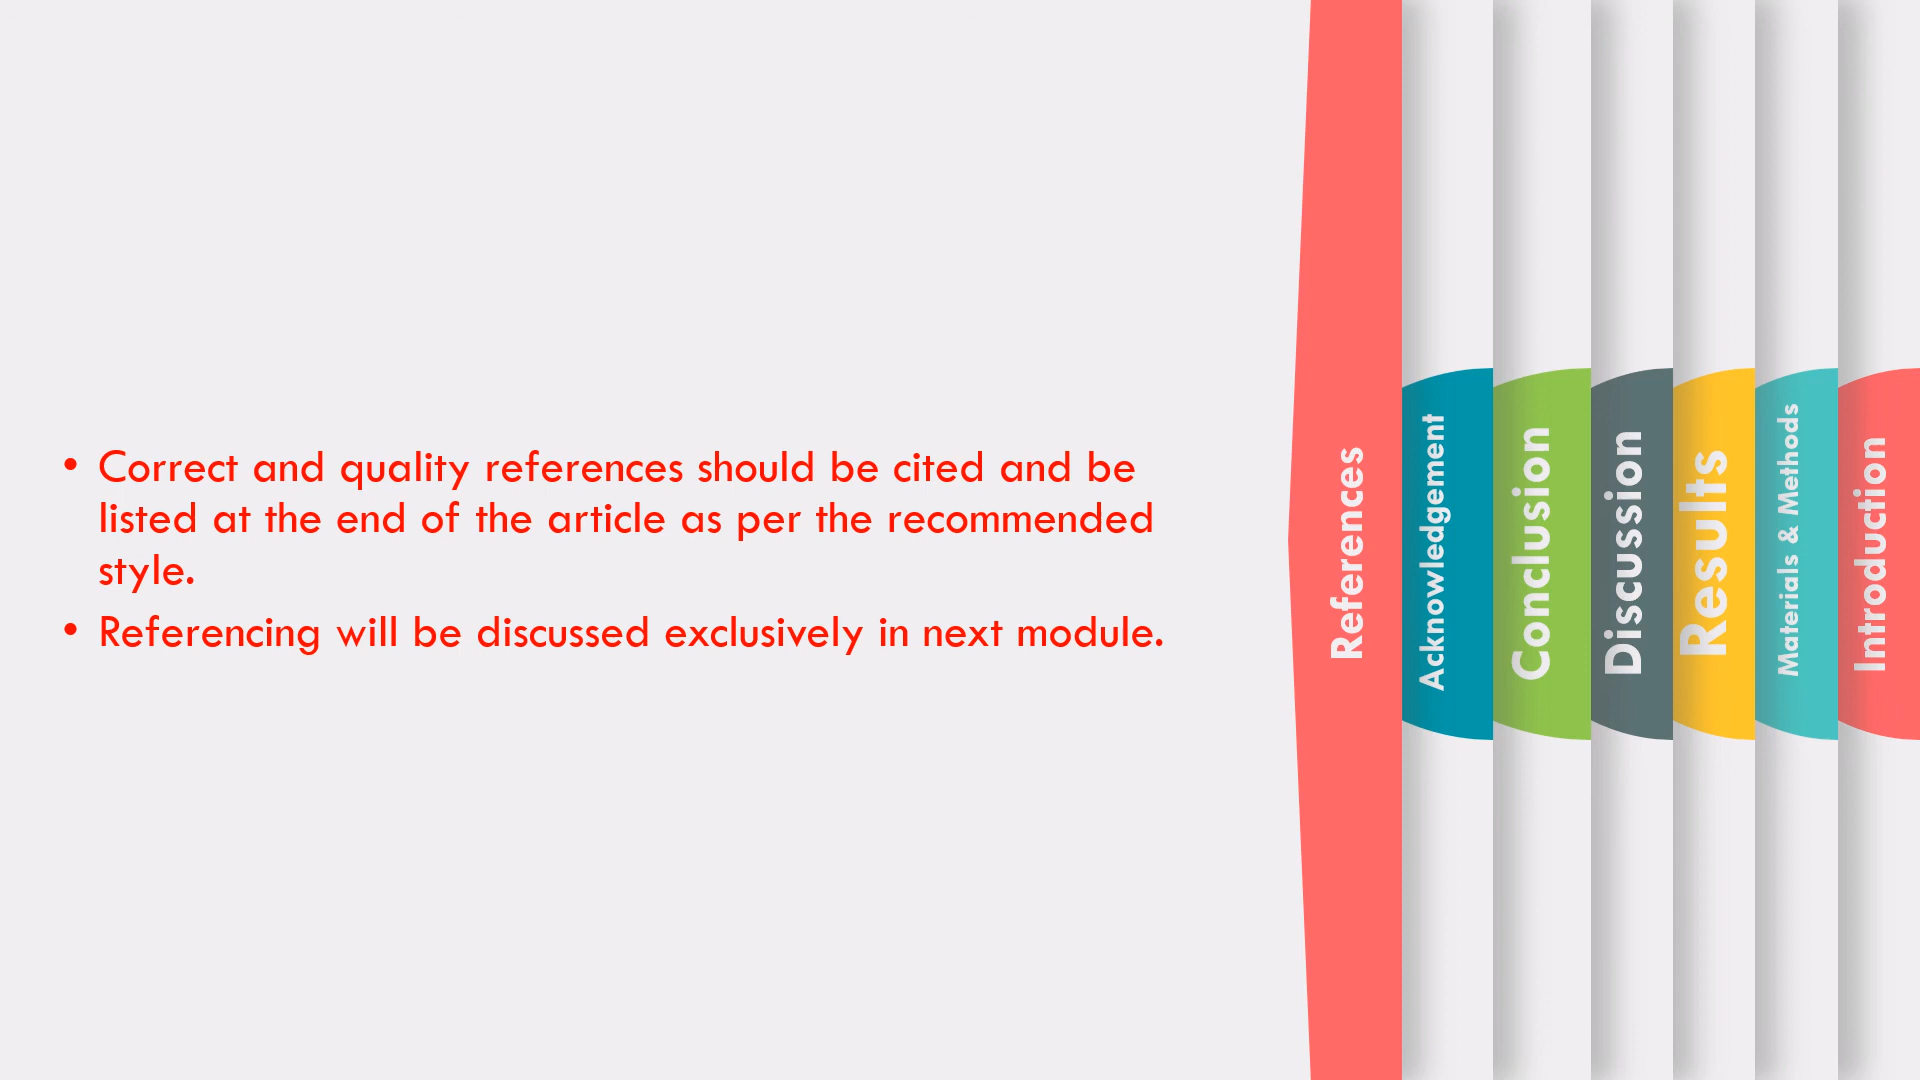 • Correct and quality references should be cited and be
listed at the end of the article as per the recommended
style.
• Referencing will be discussed exclusively in next module.
References
Acknowledgement
Conclusion
Discussion
Results
Materials & Methods
Introduction